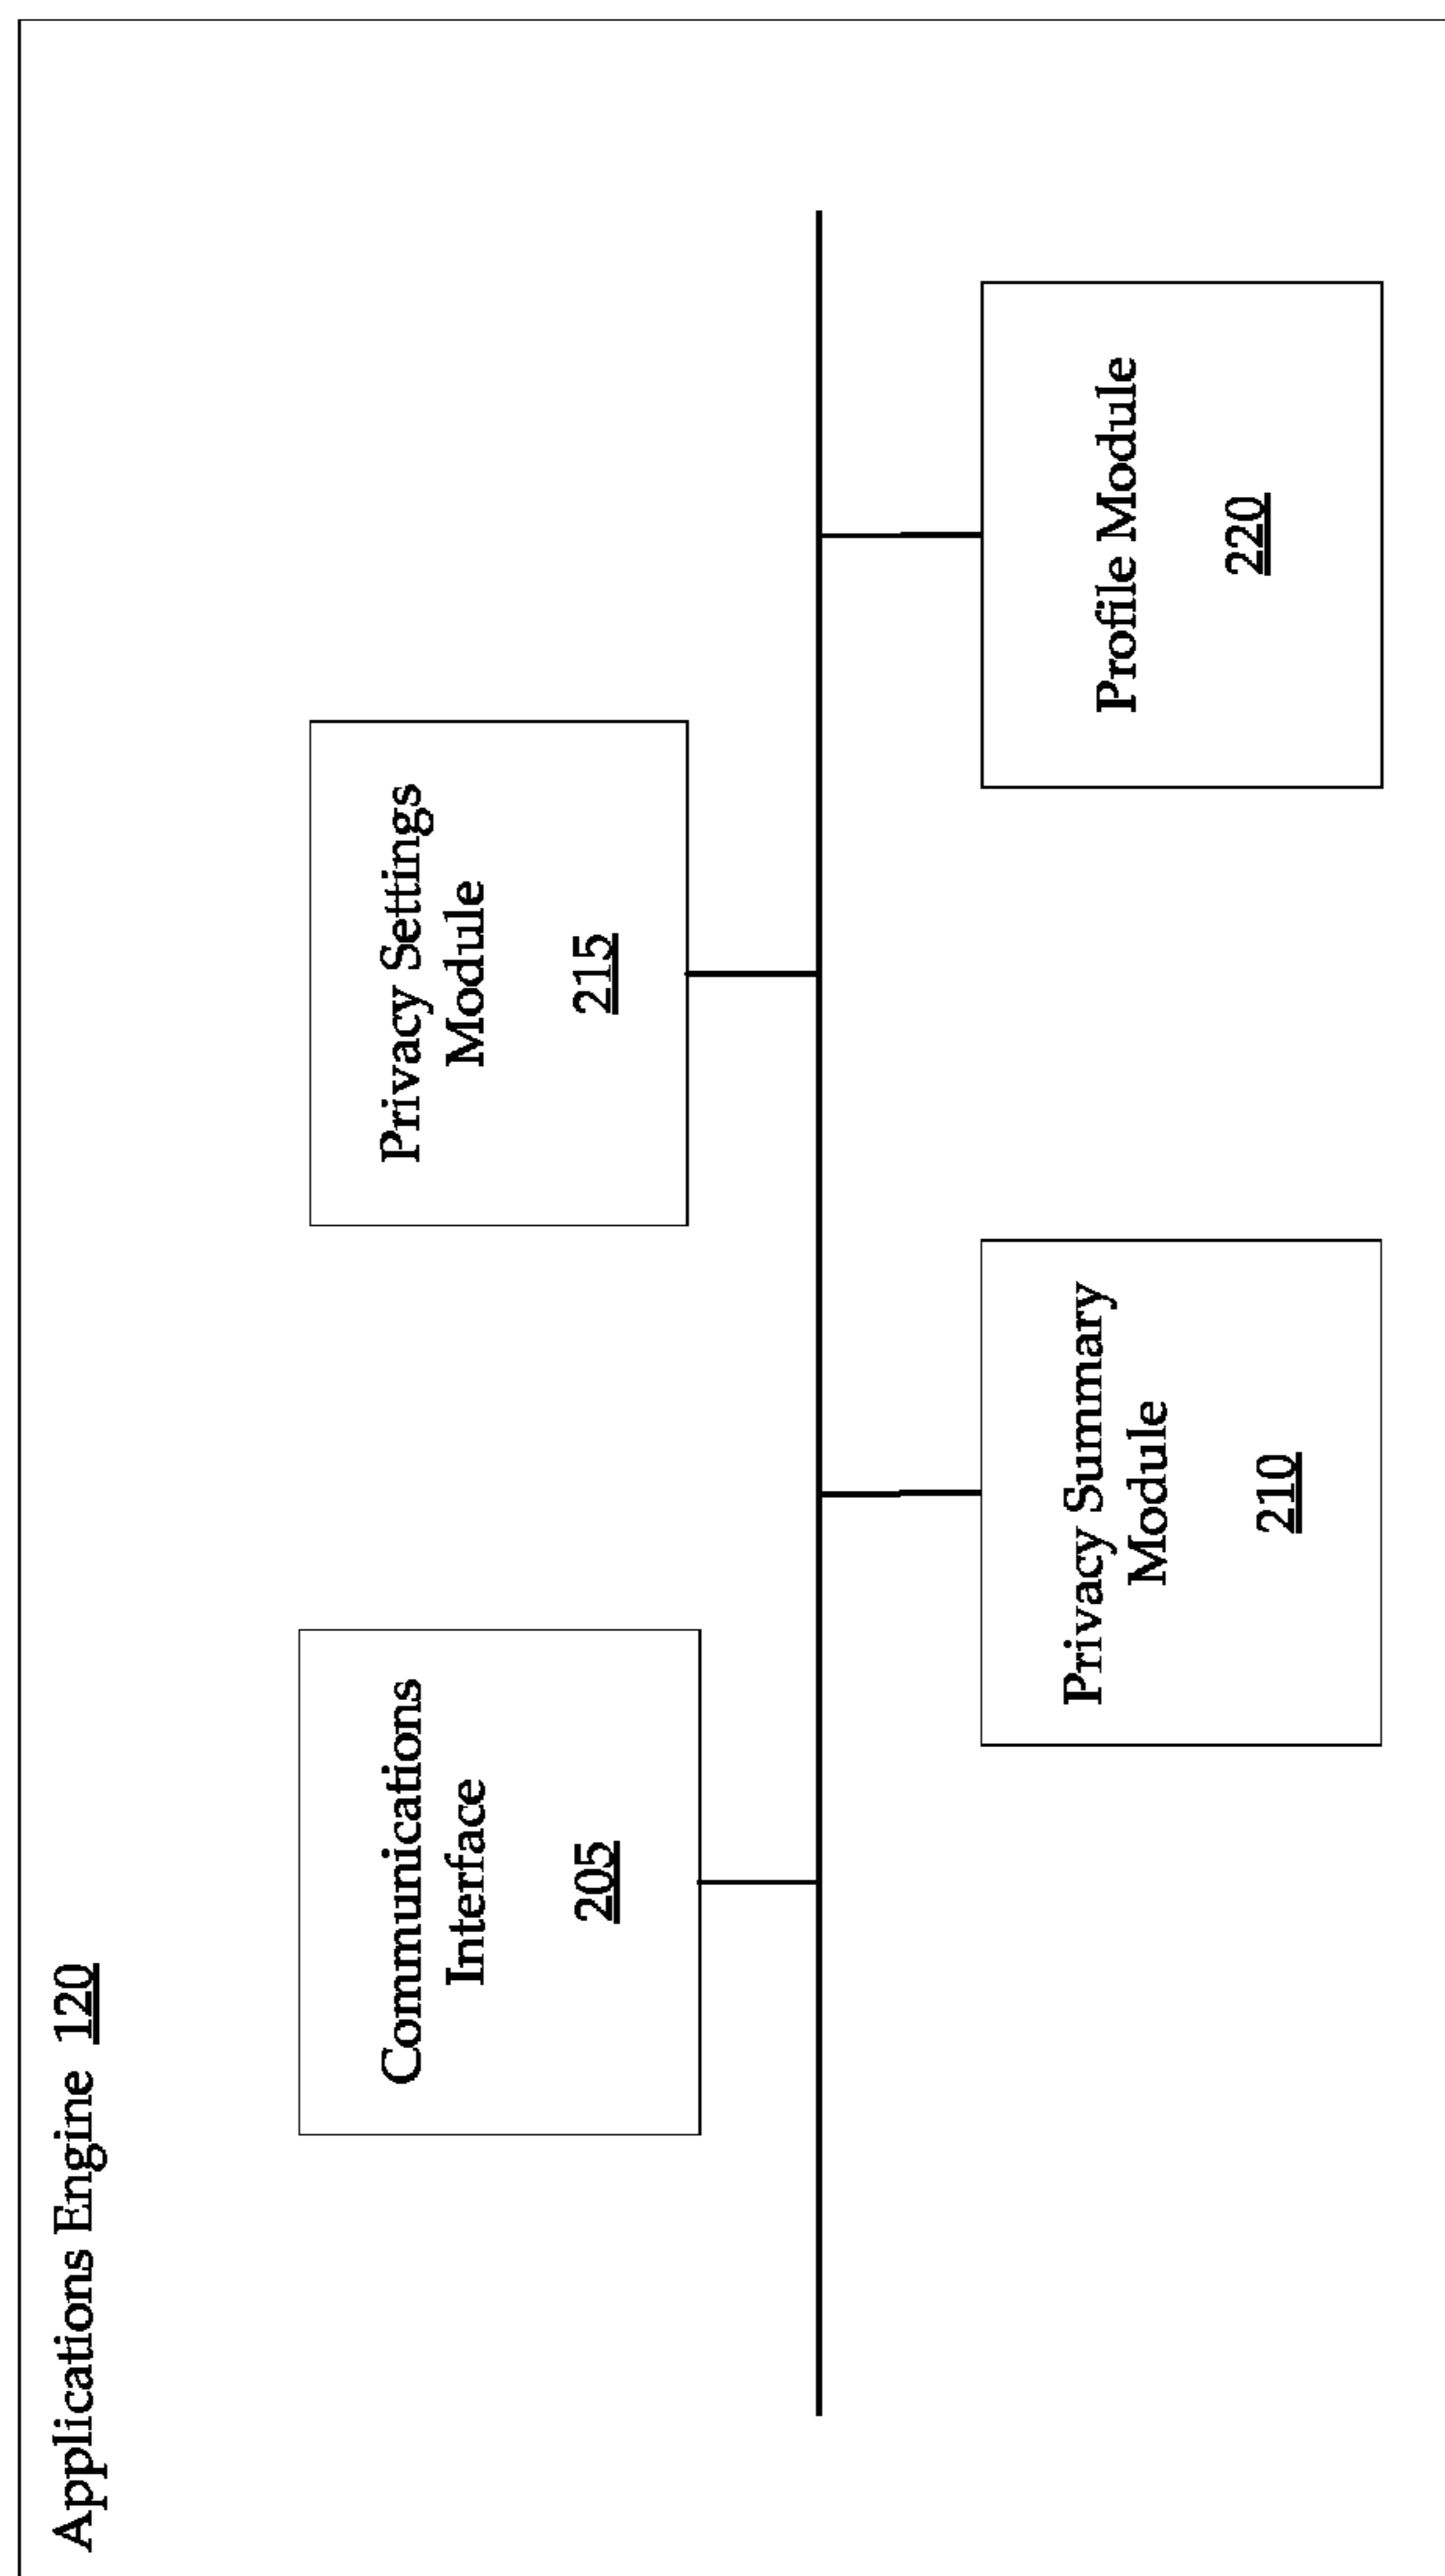 Applications Engine 120
Communications
Interface
205
Privacy Settings
Module
215
Privacy Summary
Module
210
Profile Module
220